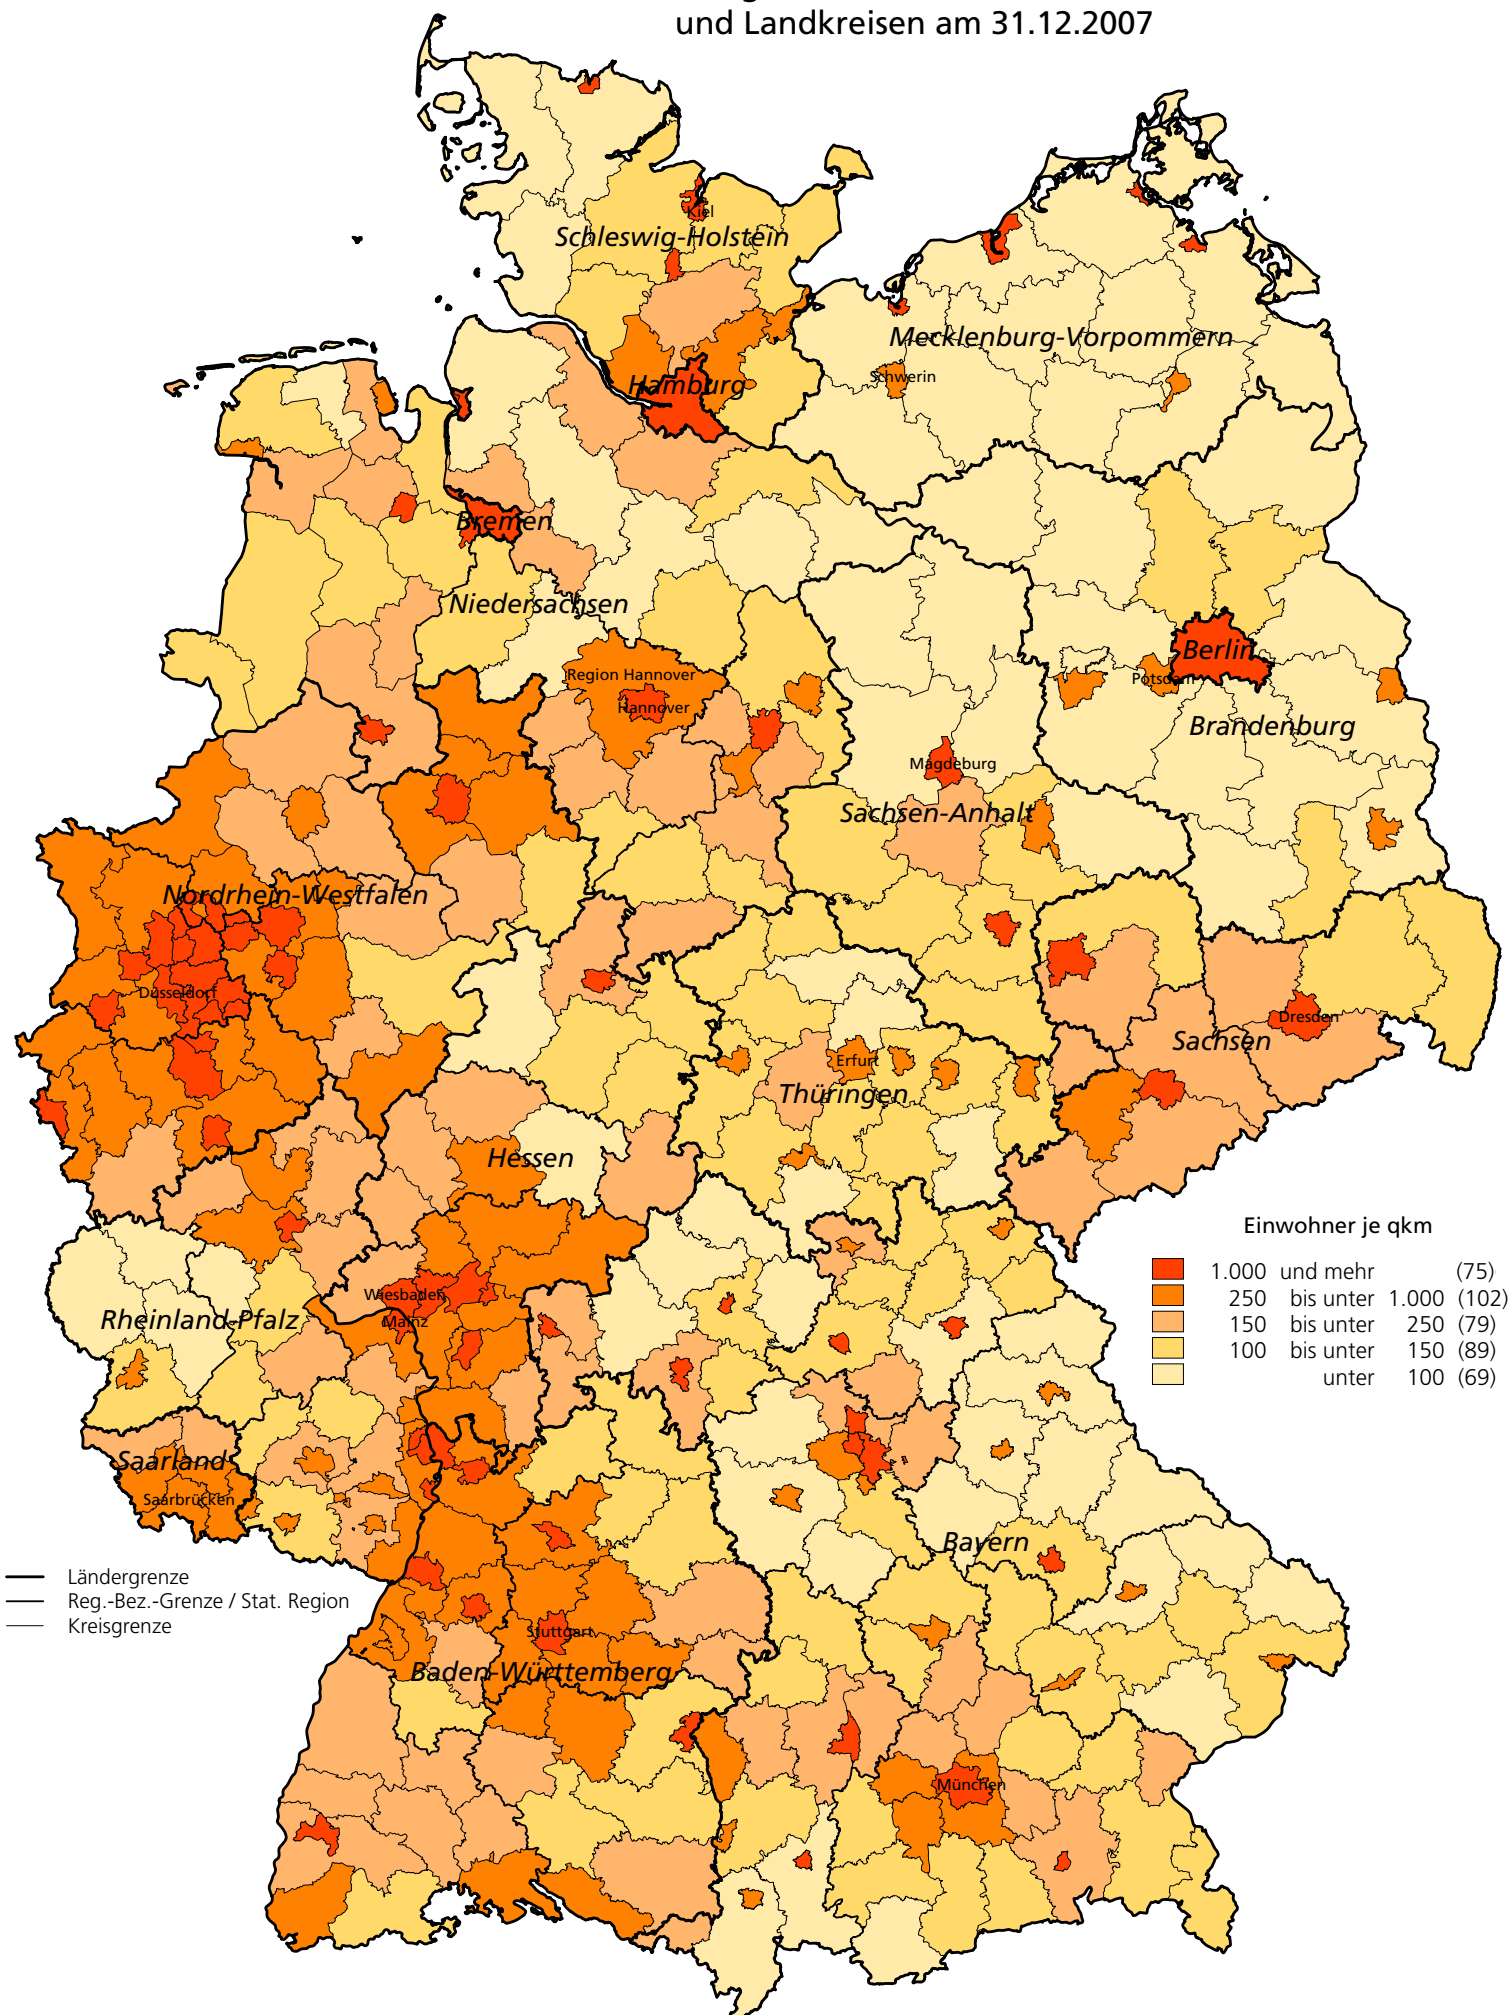 und Landkreisen am 31.12.2007
Kiel
Schleswig-Holstein
Mecklenburg-Vorpommern
Schwerin
Hamburg
Bremen
Niedersachsen
Berlin
Region Hannover
Potsdam
Hannover
Brandenburg
Magdeburg
Sachsen-Anhalt
Nordrhein-Westfalen
Düsseldorf
Dresden
Sachsen
Erfurt
Thüringen
Hessen
Einwohner je qkm
1.000 und mehr (75)
250 bis unter 1.000 (102)
150 bis unter 250 (79)
100 bis unter 150 (89)
unter 100 (69)
Wiesbaden
Mainz
Rheinland-Pfalz
Saarland
Saarbrücken
Bayern
Ländergrenze
Reg.-Bez.-Grenze / Stat. Region
Kreisgrenze
Stuttgart
Baden-Württemberg
München